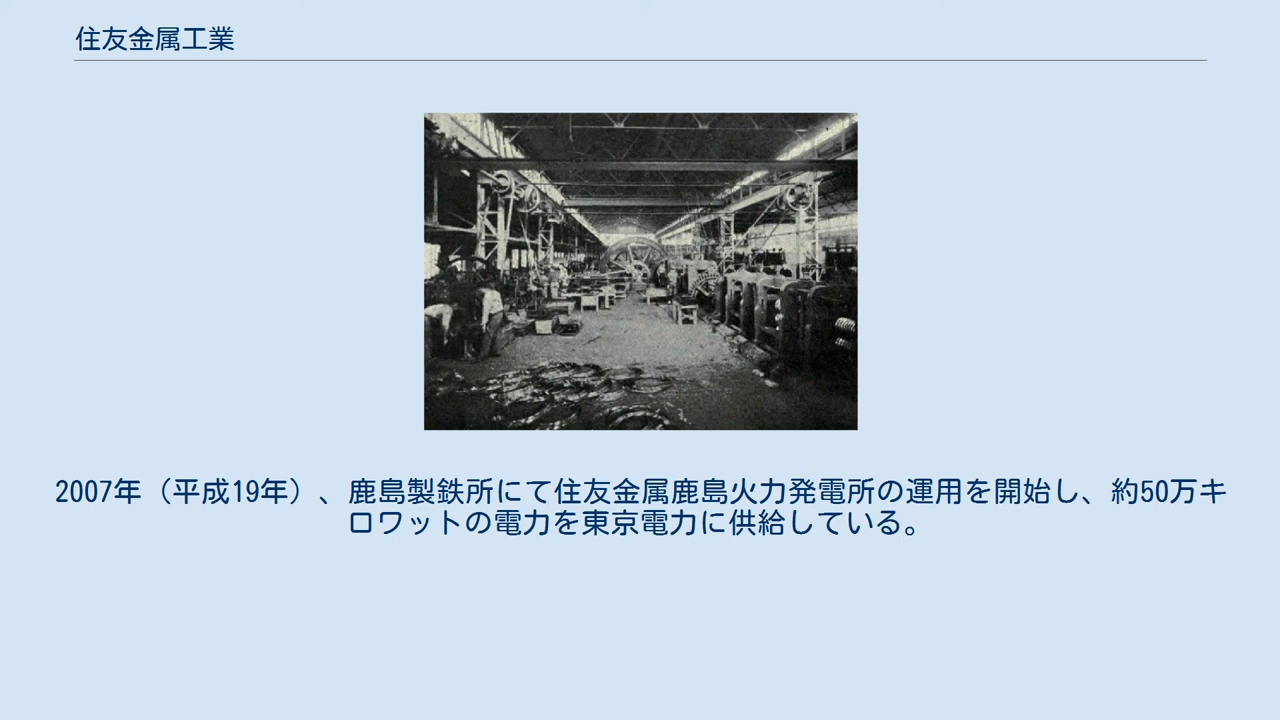 住友金属工業
2007年（平成19年）、鹿島製鉄所にて住友金属鹿島火力発電所の運用を開始し、約50万キ
ロワットの電力を東京電力に供給している。